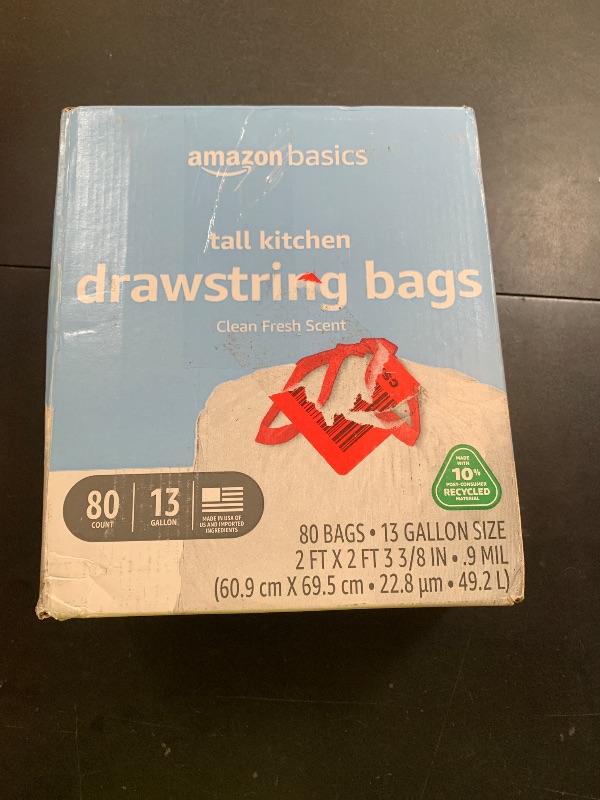 amazon basics
tall kitchen
drawstring bags
Clean Fresh Scent
80
COUNT
13
GALLON
MADE IN USA OF
US AND IMPORTED
INGREDIENTS
MADE
WITH
10%
POST-CONSUMER
RECYCLED
MATERIAL
80 BAGS • 13 GALLON SIZE
2 FT X 2 FT 3 3/8 IN • .9 MIL
(60.9 cm X 69.5 cm • 22.8 µm • 49.2 L)